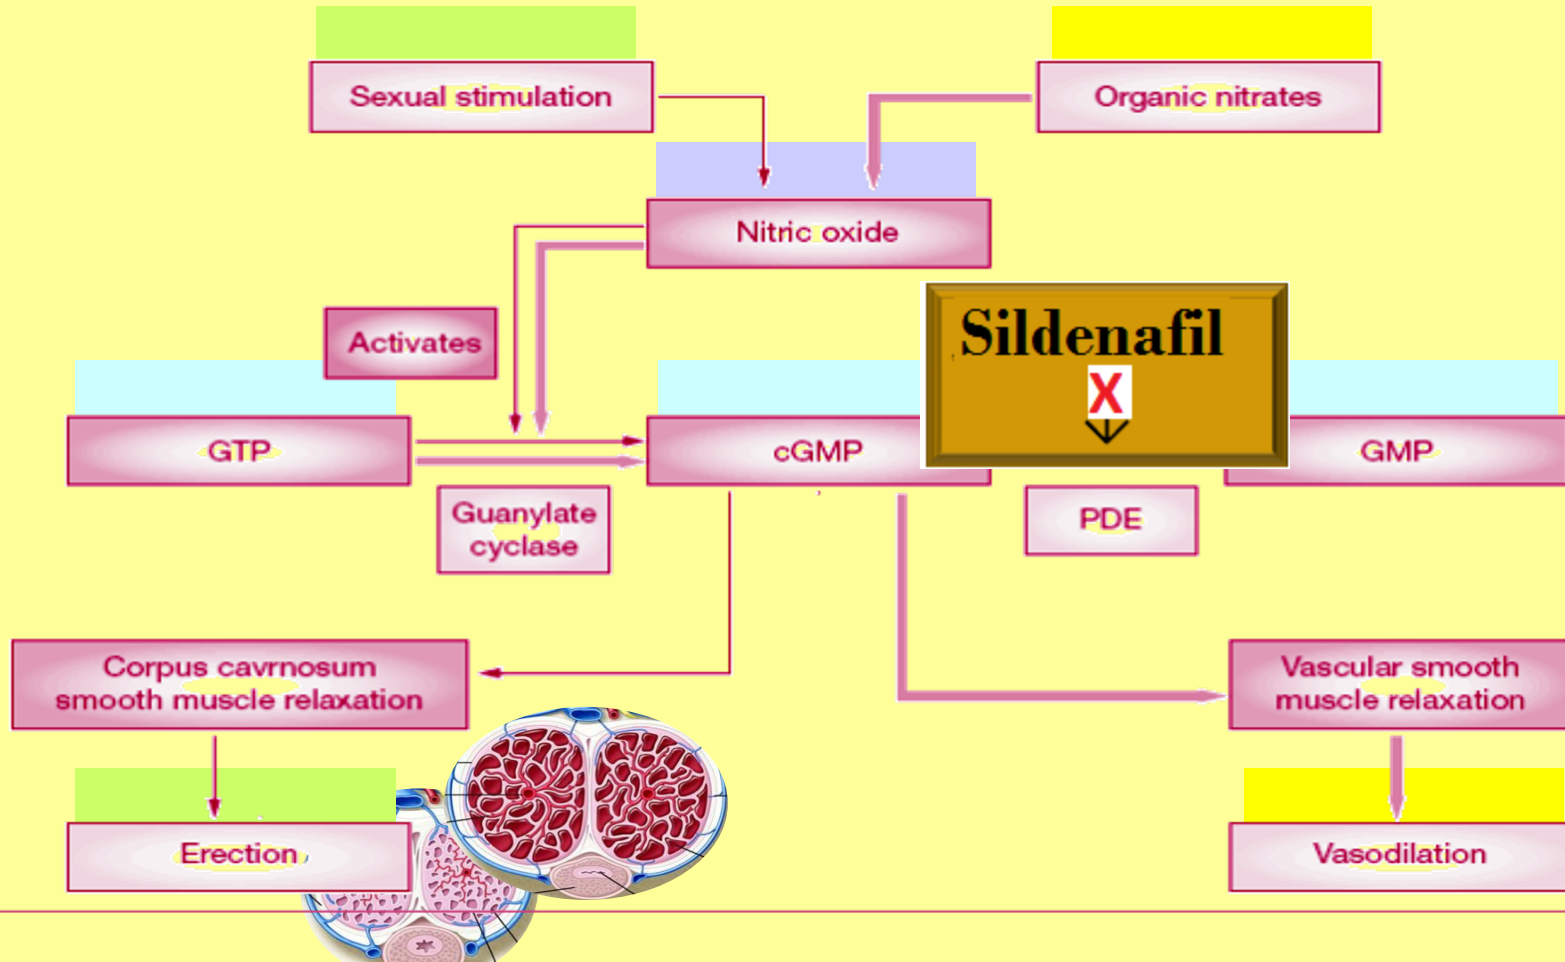 Sexual stimulation
Organic nitrates
Nitric oxide
Activates
Sildenafil
X
GTP
cGMP
GMP
Guanylate
cyclase
PDE
Corpus cavrnosum
smooth muscle relaxation
Vascular smooth
muscle relaxation
Erection
Vasodilation